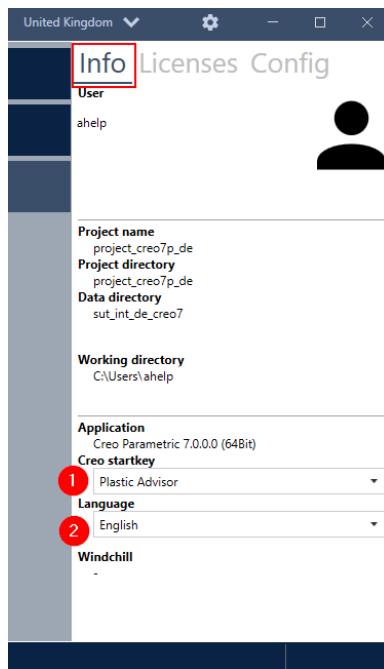 United Kingdom
Info Licenses Config
User
ahelp
Project name
project_creo7p_de
Project directory
project_creo7p_de
Data directory
sut_int_de_creo7
Working directory
C:\Users\ahelp
Application
Creo Parametric 7.0.0.0 (64Bit)
Creo startkey
1 Plastic Advisor
Language
2 English
Windchill
-